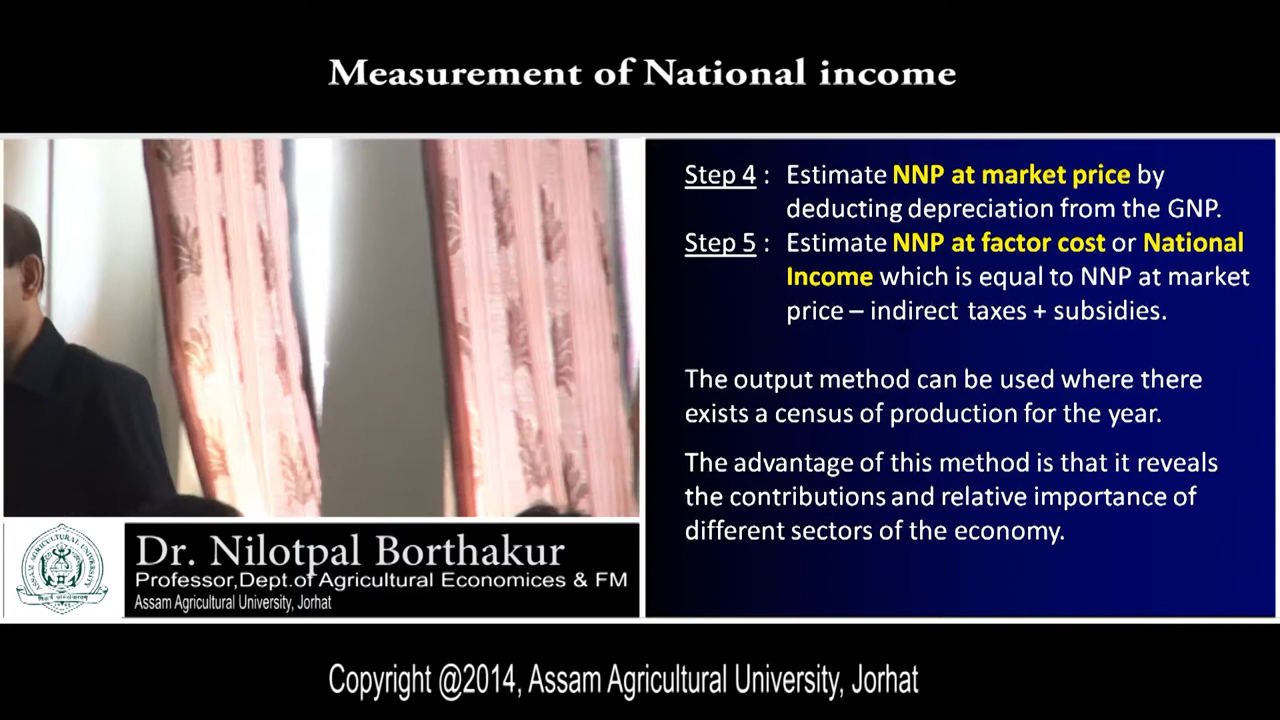 Measurement of National income
Step 4 : Estimate NNP at market price by
deducting depreciation from the GNP.
Step 5 : Estimate NNP at factor cost or National
Income which is equal to NNP at market
price – indirect taxes + subsidies.
The output method can be used where there
exists a census of production for the year.
The advantage of this method is that it reveals
the contributions and relative importance of
different sectors of the economy.
ASSAM AGRICULTURAL UNIVERSITY
Dr. Nilotpal Borthakur
Professor,Dept.of Agricultural Economices & FM
Assam Agricultural University, Jorhat
Copyright @2014, Assam Agricultural University, Jorhat